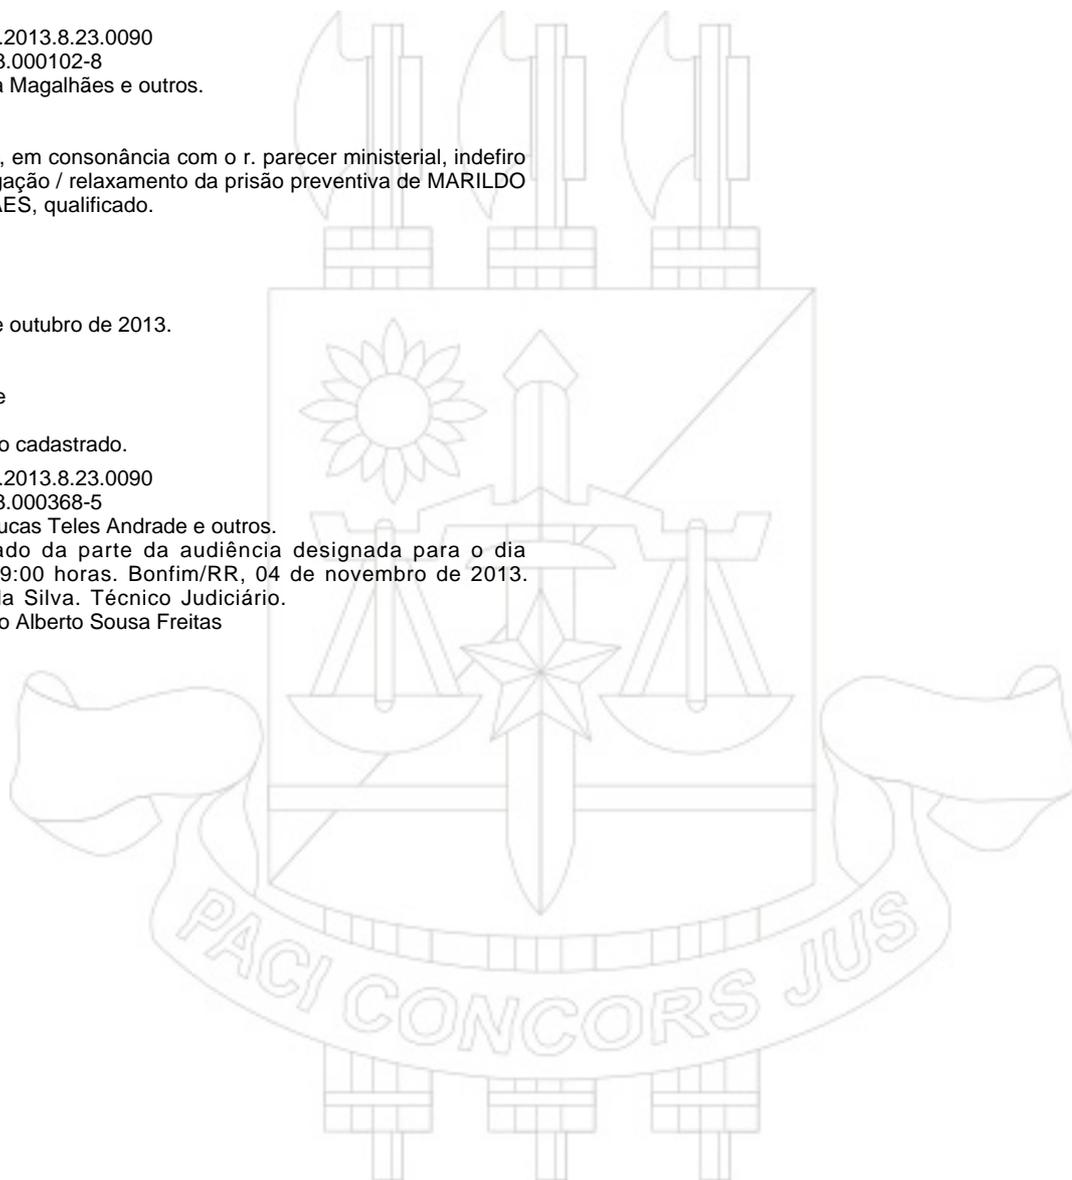 .2013.8.23.0090
3.000102-8
a Magalhães e outros.
, em consonância com o r. parecer ministerial, indefiro
gação / relaxamento da prisão preventiva de MARILDO
AES, qualificado.
e outubro de 2013.
e
o cadastrado.
.2013.8.23.0090
3.000368-5
ucas Teles Andrade e outros.
ado da parte da audiência designada para o dia
9:00 horas. Bonfim/RR, 04 de novembro de 2013.
la Silva. Técnico Judiciário.
o Alberto Sousa Freitas
PACI CONCORS JUS